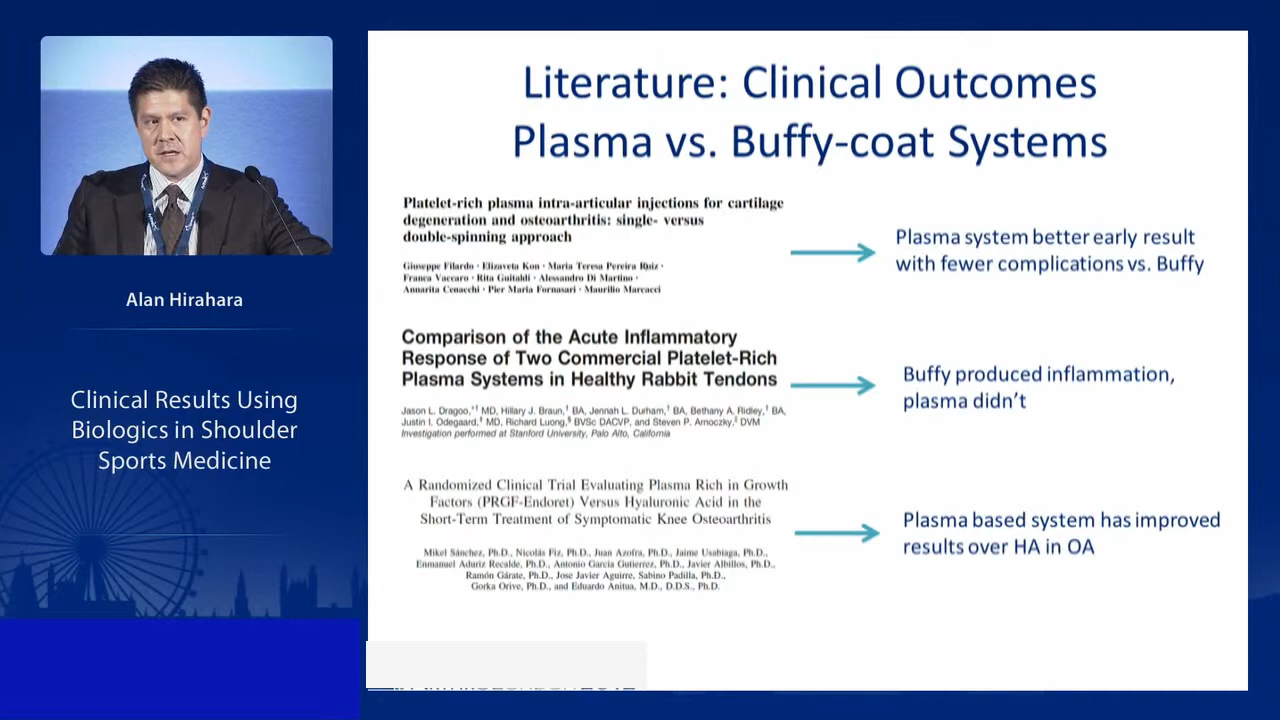 Alan Hirahara
Clinical Results Using
Biologics in Shoulder
Sports Medicine
Literature: Clinical Outcomes
Plasma vs. Buffy-coat Systems
Platelet-rich plasma intra-articular injections for cartilage
degeneration and osteoarthritis: single- versus
double-spinning approach
Giuseppe Filardo · Elizaveta Kon · Maria Teresa Pereira Ruiz ·
Franca Vaccaro · Rita Guitaldi · Alessandro Di Martino ·
Annarita Cenacchi · Pier Maria Fornasari · Maurilio Marcacci
Plasma system better early result
with fewer complications vs. Buffy
Comparison of the Acute Inflammatory
Response of Two Commercial Platelet-Rich
Plasma Systems in Healthy Rabbit Tendons
Jason L. Dragoo,*† MD, Hillary J. Braun,† BA, Jennah L. Durham,† BA, Bethany A. Ridley,† BA,
Justin I. Odegaard,‡ MD, Richard Luong,§ BVSc DACVP, and Steven P. Arnoczky,|| DVM
Investigation performed at Stanford University, Palo Alto, California
Buffy produced inflammation,
plasma didn't
A Randomized Clinical Trial Evaluating Plasma Rich in Growth
Factors (PRGF-Endoret) Versus Hyaluronic Acid in the
Short-Term Treatment of Symptomatic Knee Osteoarthritis
Mikel Sánchez, Ph.D., Nicolás Fiz, Ph.D., Juan Azofra, Ph.D., Jaime Usabiaga, Ph.D.,
Enmanuel Aduriz Recalde, Ph.D., Antonio Garcia Gutierrez, Ph.D., Javier Albillos, Ph.D.,
Ramón Gárate, Ph.D., Jose Javier Aguirre, Sabino Padilla, Ph.D.,
Gorka Orive, Ph.D., and Eduardo Anitua, M.D., D.D.S., Ph.D.
Plasma based system has improved
results over HA in OA